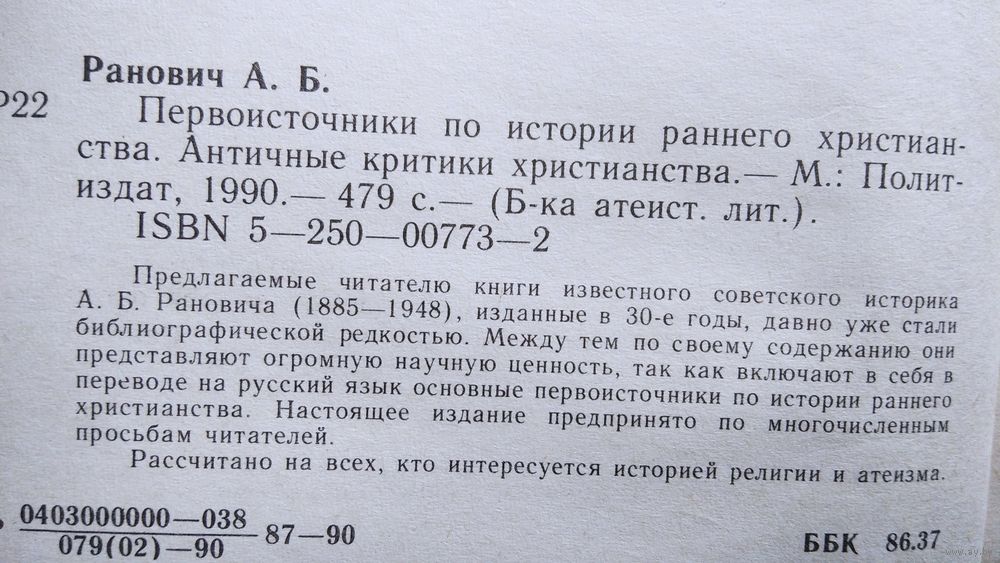 Ранович А. Б.
Р22
Первоисточники по истории раннего христиан-
ства. Античные критики христианства.— М.: Полит-
издат, 1990.— 479 с.— (Б-ка атеист. лит.).
ISBN 5—250—00773—2
Предлагаемые читателю книги известного советского историка
А. Б. Рановича (1885—1948), изданные в 30-е годы, давно уже стали
библиографической редкостью. Между тем по своему содержанию они
представляют огромную научную ценность, так как включают в себя в
переводе на русский язык основные первоисточники по истории раннего
христианства. Настоящее издание предпринято по многочисленным
просьбам читателей.
Рассчитано на всех, кто интересуется историей религии и атеизма.
0403000000—038
079(02)—90
87—90
ББК 86.37